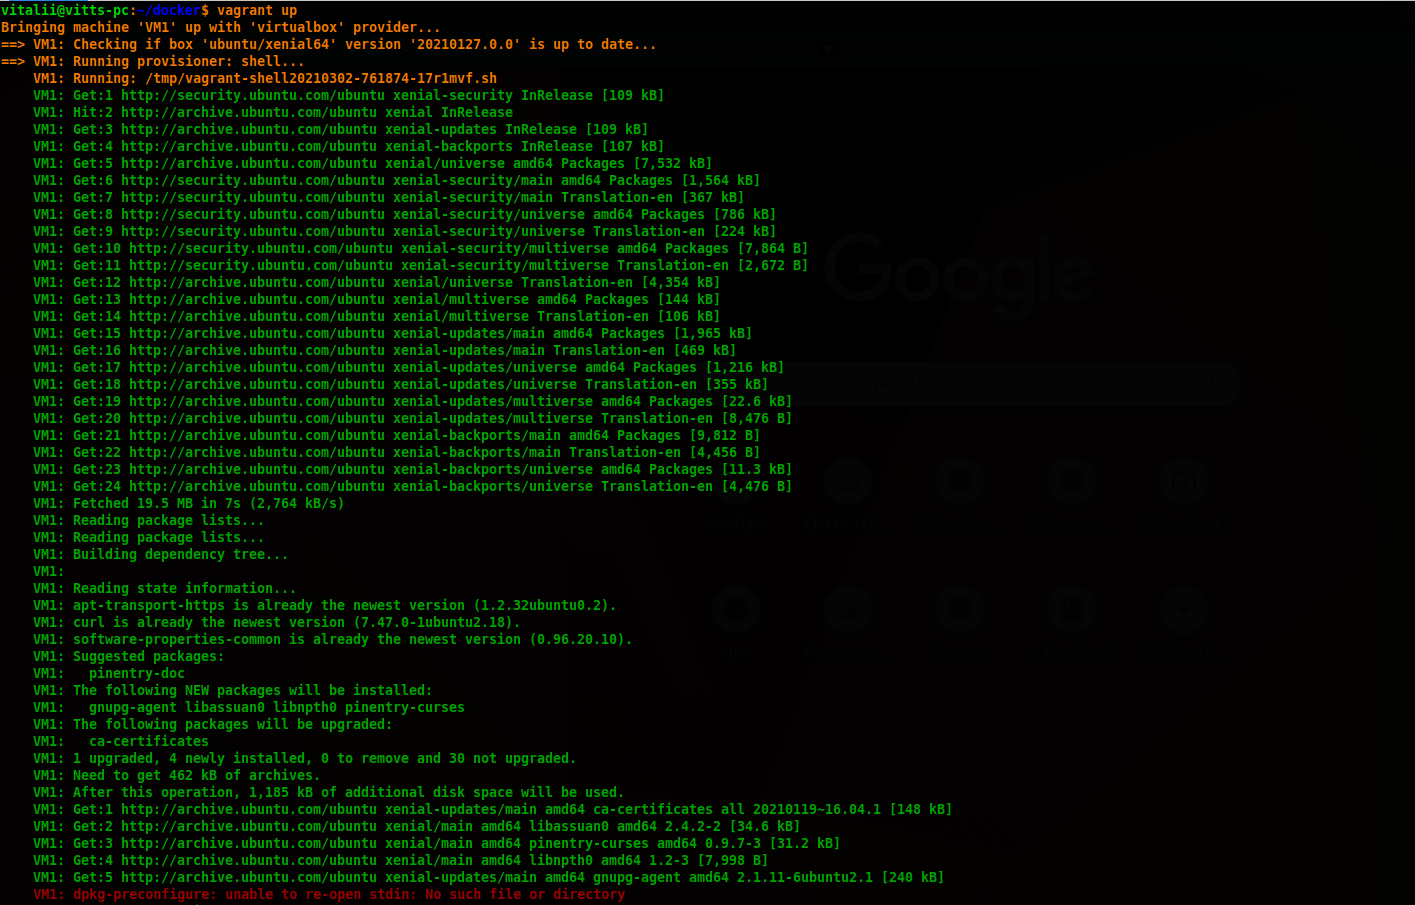 vitalii@vitts-pc:~/docker$ vagrant up
Bringing machine 'VM1' up with 'virtualbox' provider...
==> VM1: Checking if box 'ubuntu/xenial64' version '20210127.0.0' is up to date...
==> VM1: Running provisioner: shell...
    VM1: Running: /tmp/vagrant-shell20210302-761874-17r1mvf.sh
    VM1: Get:1 http://security.ubuntu.com/ubuntu xenial-security InRelease [109 kB]
    VM1: Hit:2 http://archive.ubuntu.com/ubuntu xenial InRelease
    VM1: Get:3 http://archive.ubuntu.com/ubuntu xenial-updates InRelease [109 kB]
    VM1: Get:4 http://archive.ubuntu.com/ubuntu xenial-backports InRelease [107 kB]
    VM1: Get:5 http://archive.ubuntu.com/ubuntu xenial/universe amd64 Packages [7,532 kB]
    VM1: Get:6 http://security.ubuntu.com/ubuntu xenial-security/main amd64 Packages [1,564 kB]
    VM1: Get:7 http://security.ubuntu.com/ubuntu xenial-security/main Translation-en [367 kB]
    VM1: Get:8 http://security.ubuntu.com/ubuntu xenial-security/universe amd64 Packages [786 kB]
    VM1: Get:9 http://security.ubuntu.com/ubuntu xenial-security/universe Translation-en [224 kB]
    VM1: Get:10 http://security.ubuntu.com/ubuntu xenial-security/multiverse amd64 Packages [7,864 B]
    VM1: Get:11 http://security.ubuntu.com/ubuntu xenial-security/multiverse Translation-en [2,672 B]
    VM1: Get:12 http://archive.ubuntu.com/ubuntu xenial/universe Translation-en [4,354 kB]
    VM1: Get:13 http://archive.ubuntu.com/ubuntu xenial/multiverse amd64 Packages [144 kB]
    VM1: Get:14 http://archive.ubuntu.com/ubuntu xenial/multiverse Translation-en [106 kB]
    VM1: Get:15 http://archive.ubuntu.com/ubuntu xenial-updates/main amd64 Packages [1,965 kB]
    VM1: Get:16 http://archive.ubuntu.com/ubuntu xenial-updates/main Translation-en [469 kB]
    VM1: Get:17 http://archive.ubuntu.com/ubuntu xenial-updates/universe amd64 Packages [1,216 kB]
    VM1: Get:18 http://archive.ubuntu.com/ubuntu xenial-updates/universe Translation-en [355 kB]
    VM1: Get:19 http://archive.ubuntu.com/ubuntu xenial-updates/multiverse amd64 Packages [22.6 kB]
    VM1: Get:20 http://archive.ubuntu.com/ubuntu xenial-updates/multiverse Translation-en [8,476 B]
    VM1: Get:21 http://archive.ubuntu.com/ubuntu xenial-backports/main amd64 Packages [9,812 B]
    VM1: Get:22 http://archive.ubuntu.com/ubuntu xenial-backports/main Translation-en [4,456 B]
    VM1: Get:23 http://archive.ubuntu.com/ubuntu xenial-backports/universe amd64 Packages [11.3 kB]
    VM1: Get:24 http://archive.ubuntu.com/ubuntu xenial-backports/universe Translation-en [4,476 B]
    VM1: Fetched 19.5 MB in 7s (2,764 kB/s)
    VM1: Reading package lists...
    VM1: Reading package lists...
    VM1: Building dependency tree...
    VM1:
    VM1: Reading state information...
    VM1: apt-transport-https is already the newest version (1.2.32ubuntu0.2).
    VM1: curl is already the newest version (7.47.0-1ubuntu2.18).
    VM1: software-properties-common is already the newest version (0.96.20.10).
    VM1: Suggested packages:
    VM1:   pinentry-doc
    VM1: The following NEW packages will be installed:
    VM1:   gnupg-agent libassuan0 libnpth0 pinentry-curses
    VM1: The following packages will be upgraded:
    VM1:   ca-certificates
    VM1: 1 upgraded, 4 newly installed, 0 to remove and 30 not upgraded.
    VM1: Need to get 462 kB of archives.
    VM1: After this operation, 1,185 kB of additional disk space will be used.
    VM1: Get:1 http://archive.ubuntu.com/ubuntu xenial-updates/main amd64 ca-certificates all 20210119~16.04.1 [148 kB]
    VM1: Get:2 http://archive.ubuntu.com/ubuntu xenial/main amd64 libassuan0 amd64 2.4.2-2 [34.6 kB]
    VM1: Get:3 http://archive.ubuntu.com/ubuntu xenial/main amd64 pinentry-curses amd64 0.9.7-3 [31.2 kB]
    VM1: Get:4 http://archive.ubuntu.com/ubuntu xenial/main amd64 libnpth0 amd64 1.2-3 [7,998 B]
    VM1: Get:5 http://archive.ubuntu.com/ubuntu xenial-updates/main amd64 gnupg-agent amd64 2.1.11-6ubuntu2.1 [240 kB]
    VM1: dpkg-preconfigure: unable to re-open stdin: No such file or directory
Google